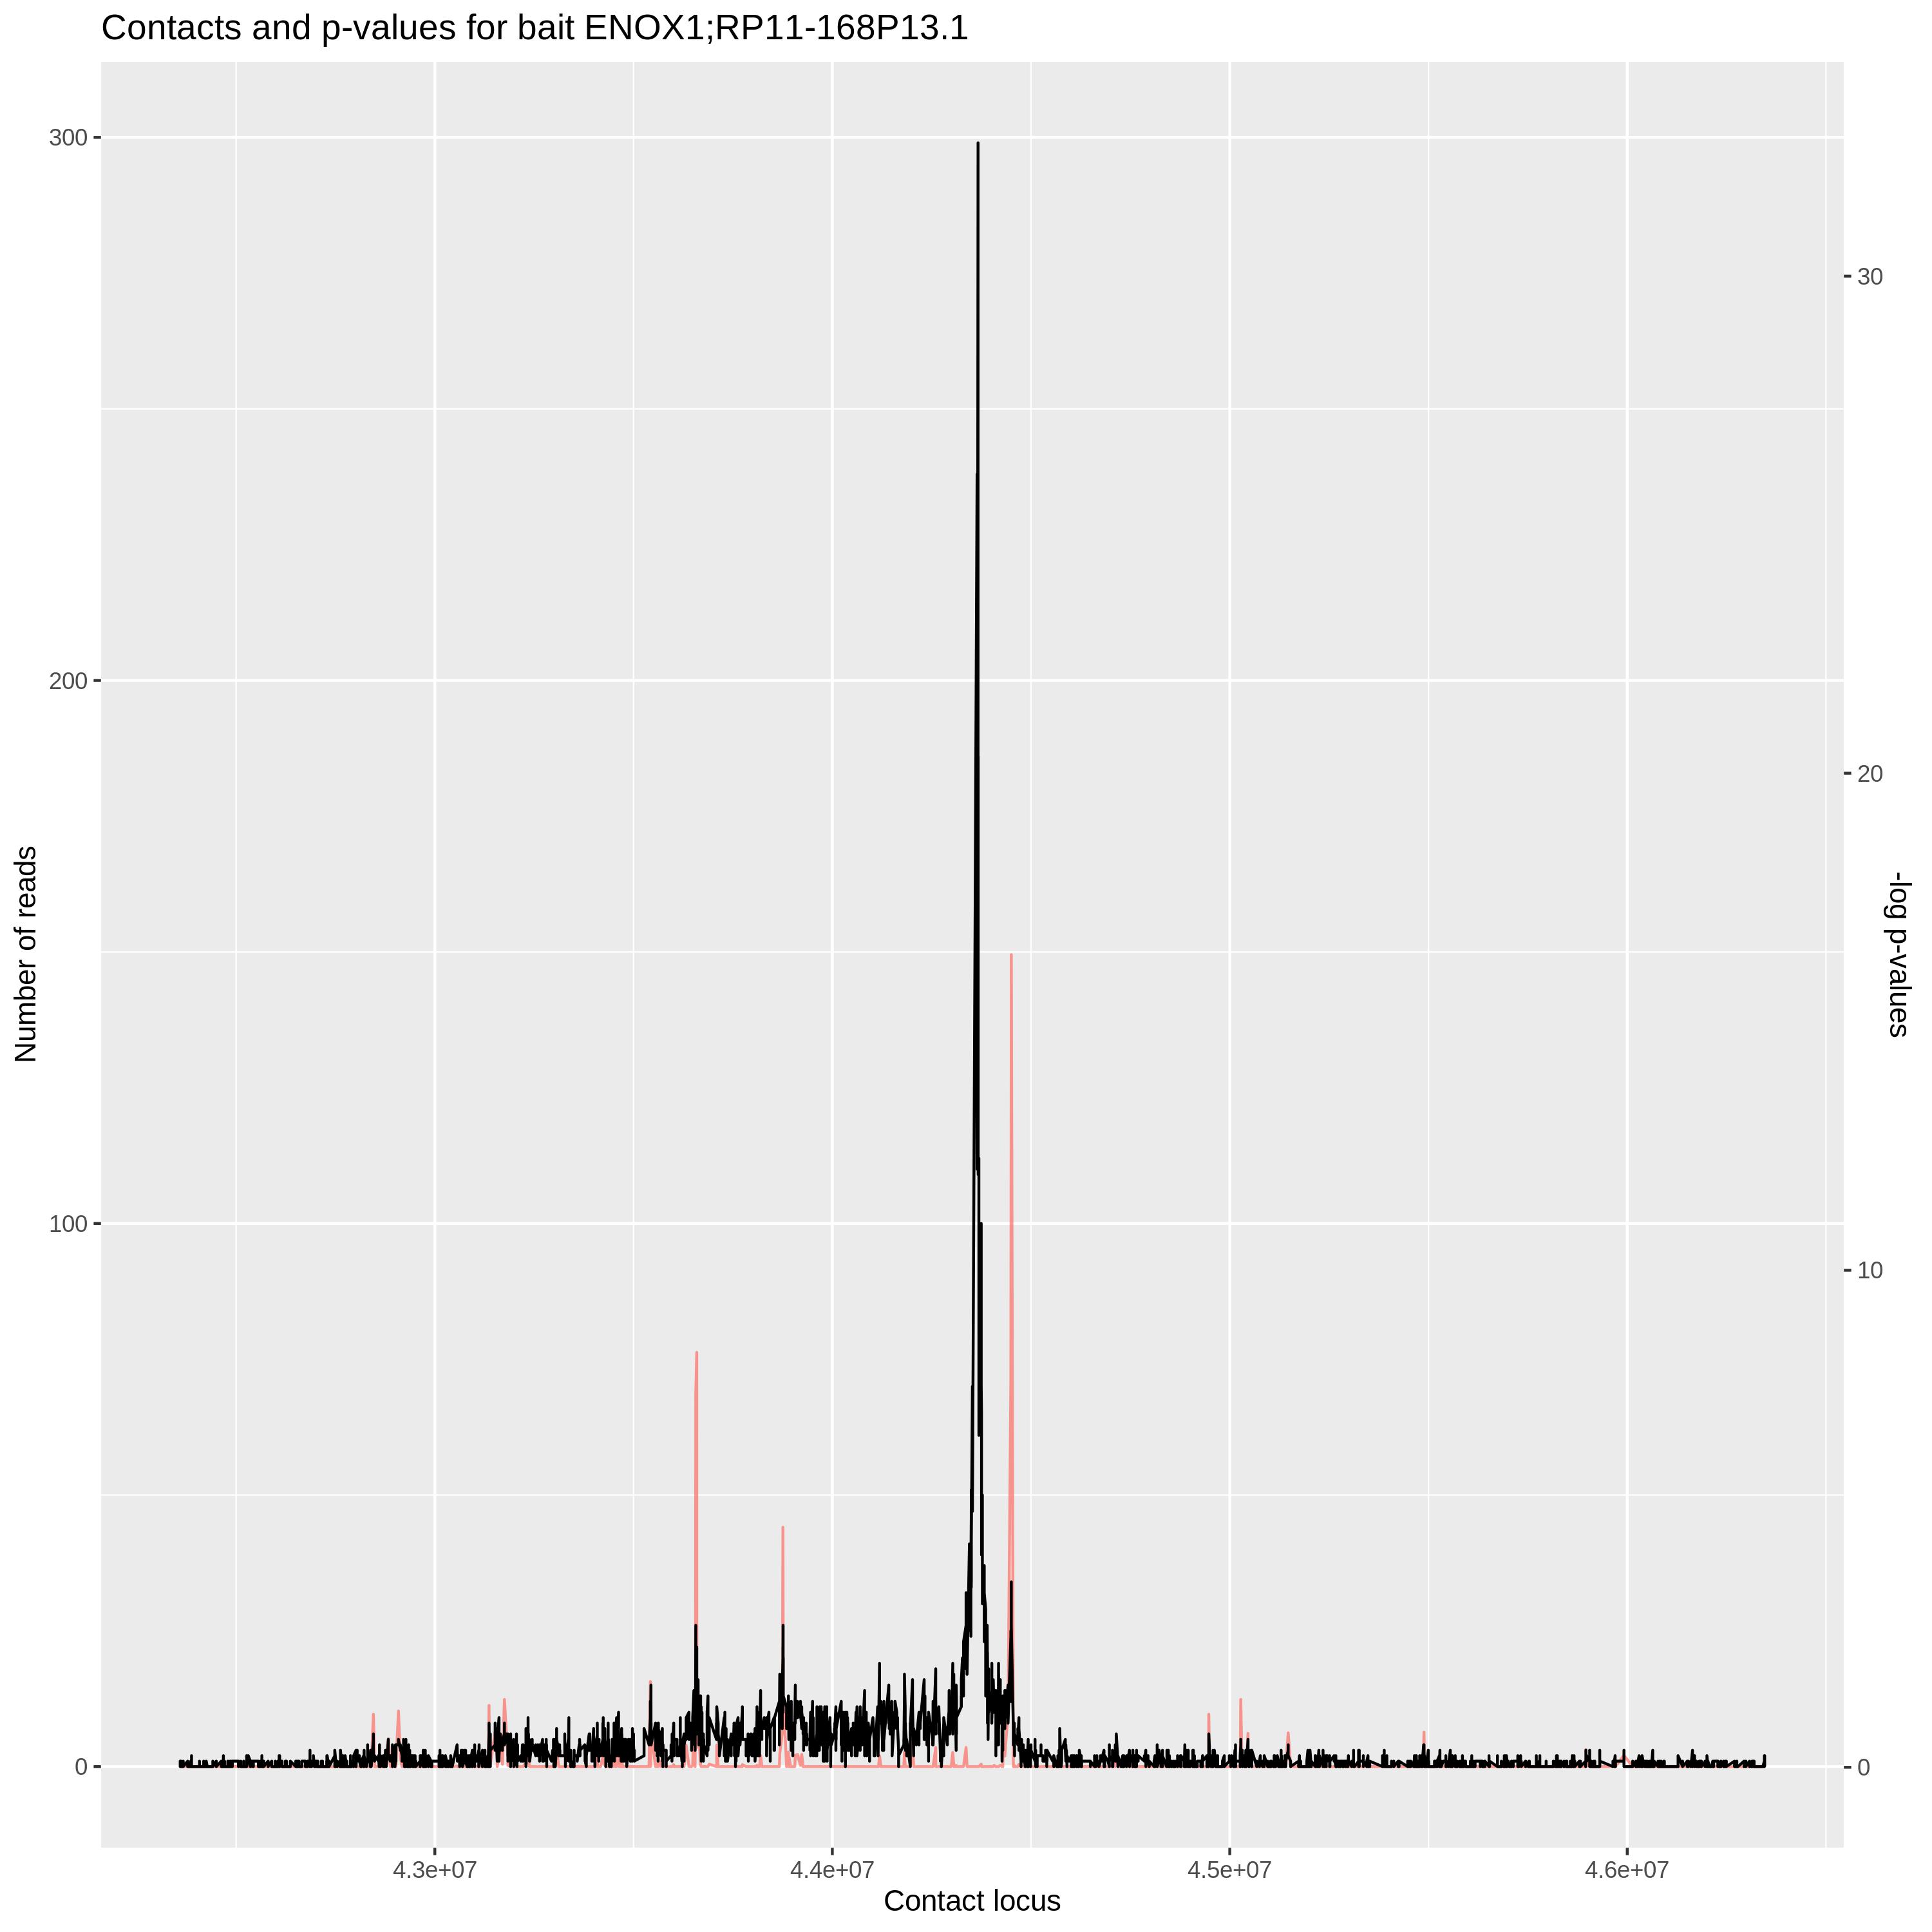 Contacts and p-values for bait ENOX1;RP11-168P13.1
300
200
100
0
30
20
10
0
Number of reads
-log p-values
4.3e+07
4.4e+07
4.5e+07
4.6e+07
Contact locus